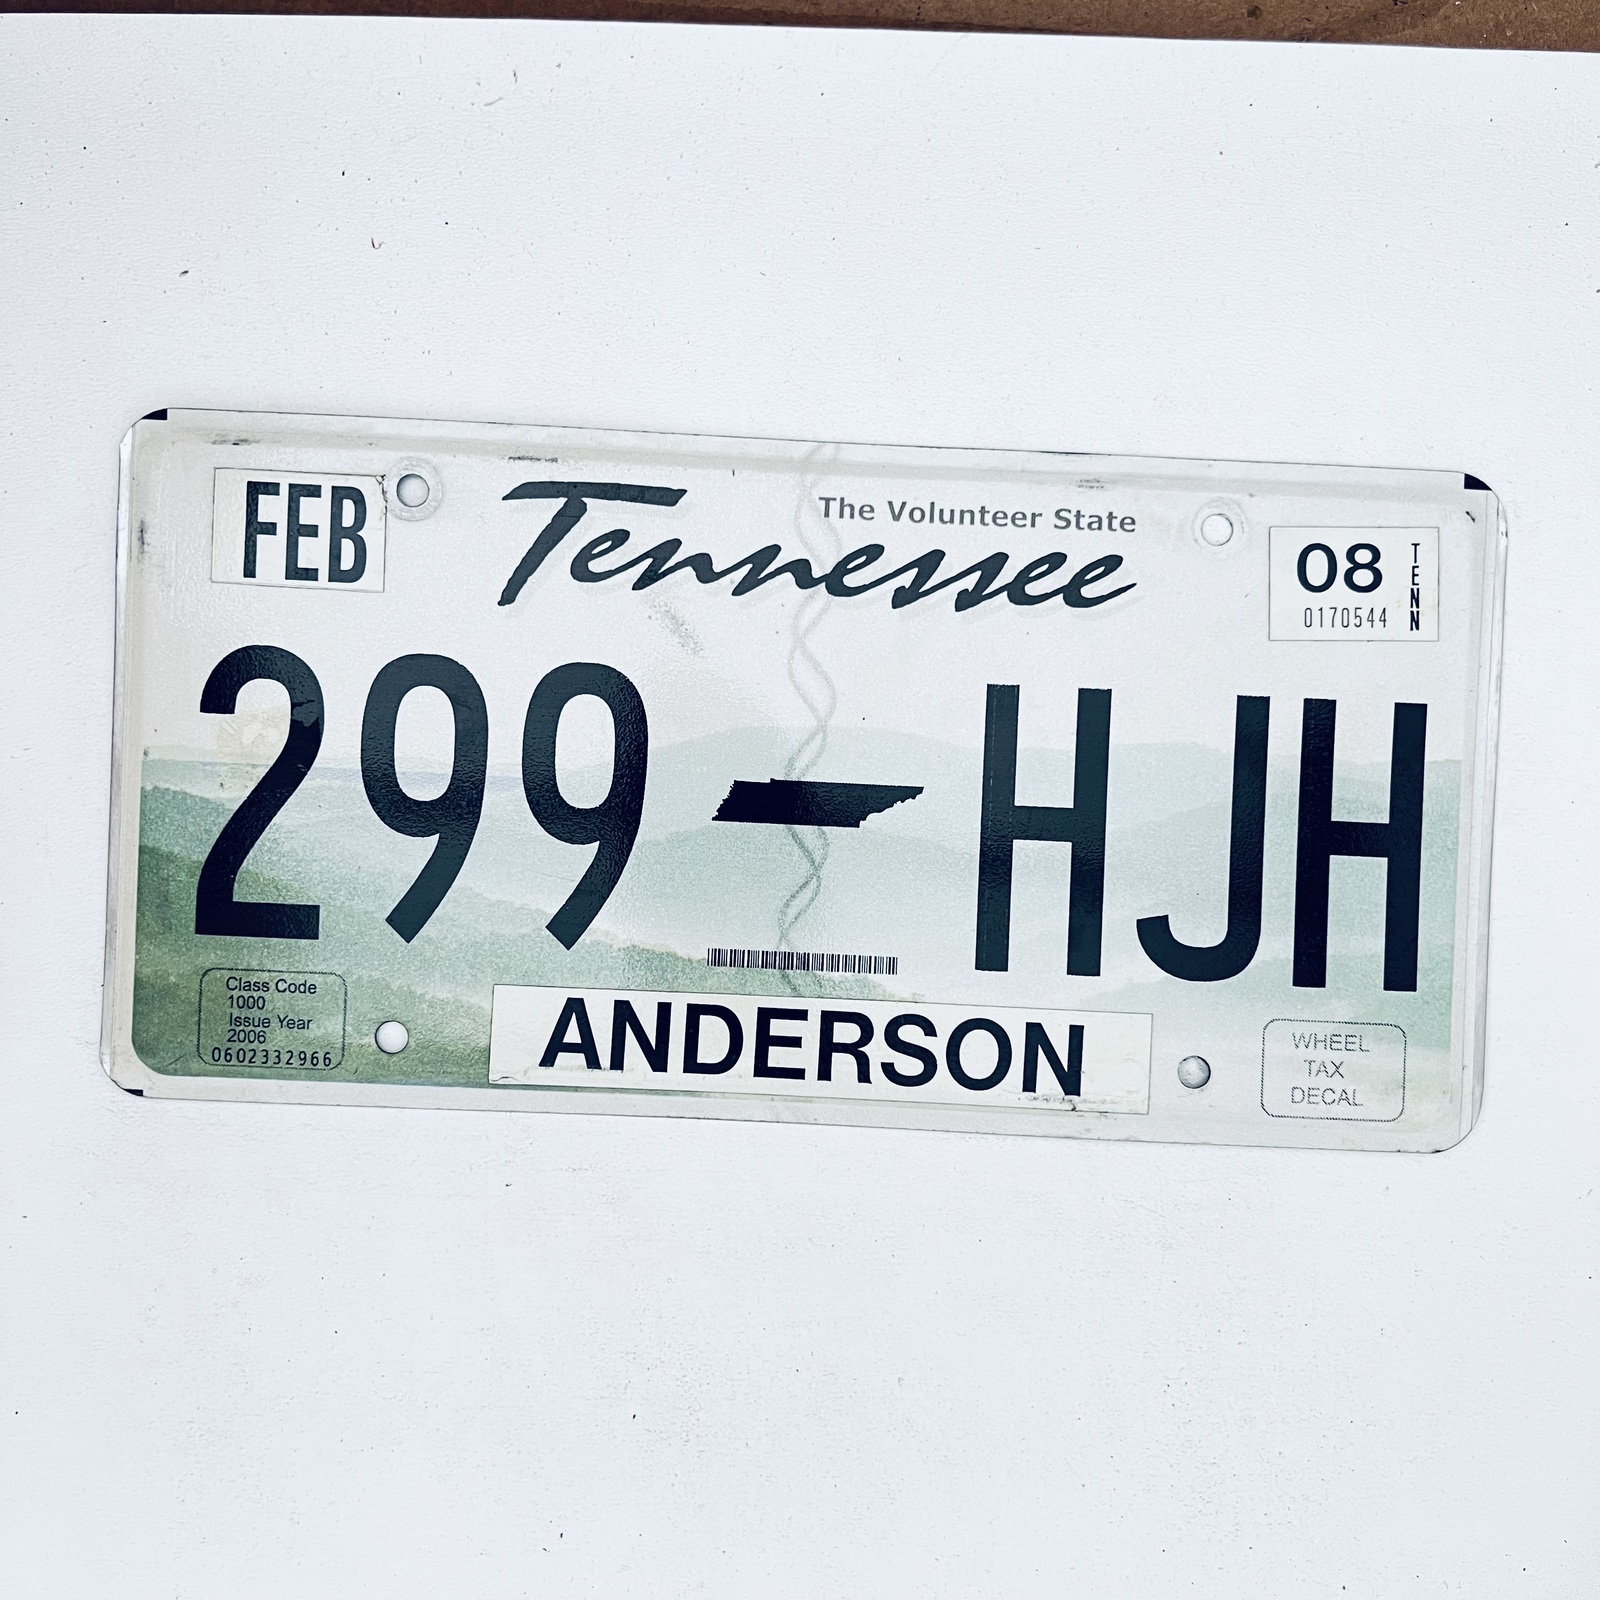 FEB
The Volunteer State
Tennessee
08
0170544
TENN
299 HJH
Class Code
1000
Issue Year
2006
0602332966
ANDERSON
WHEEL
TAX
DECAL